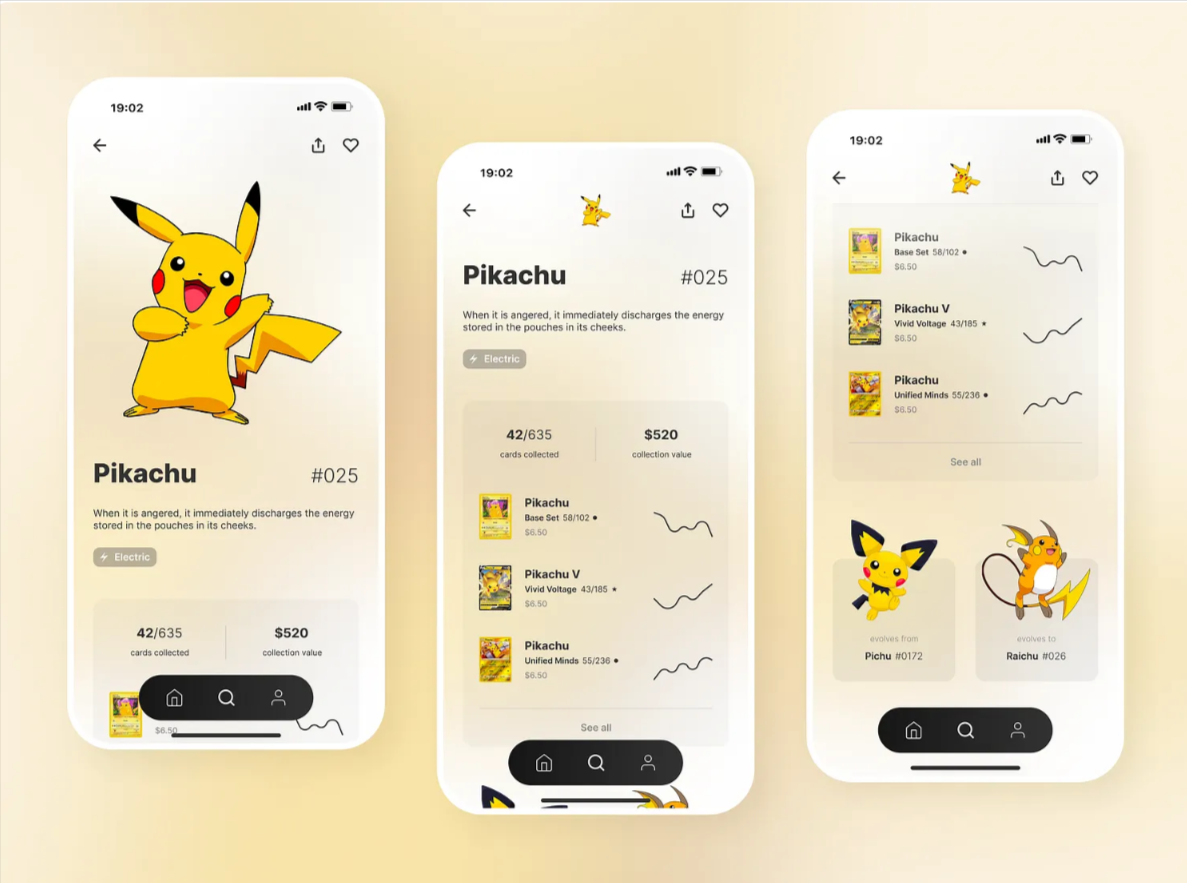 19:02
Pikachu
#025
When it is angered, it immediately discharges the energy
stored in the pouches in its cheeks.
Electric
42/635
cards collected
$520
collection value
$6.50
19:02
Pikachu
#025
When it is angered, it immediately discharges the energy
stored in the pouches in its cheeks.
Electric
42/635
cards collected
$520
collection value
Pikachu
Base Set 58/102
$6.50
Pikachu V
Vivid Voltage 43/185
$6.50
Pikachu
Unified Minds 55/236
$6.50
See all
19:02
Pikachu
Base Set 58/102
$6.50
Pikachu V
Vivid Voltage 43/185
$6.50
Pikachu
Unified Minds 55/236
$6.50
See all
evolves from
Pichu #0172
evolves to
Raichu #026